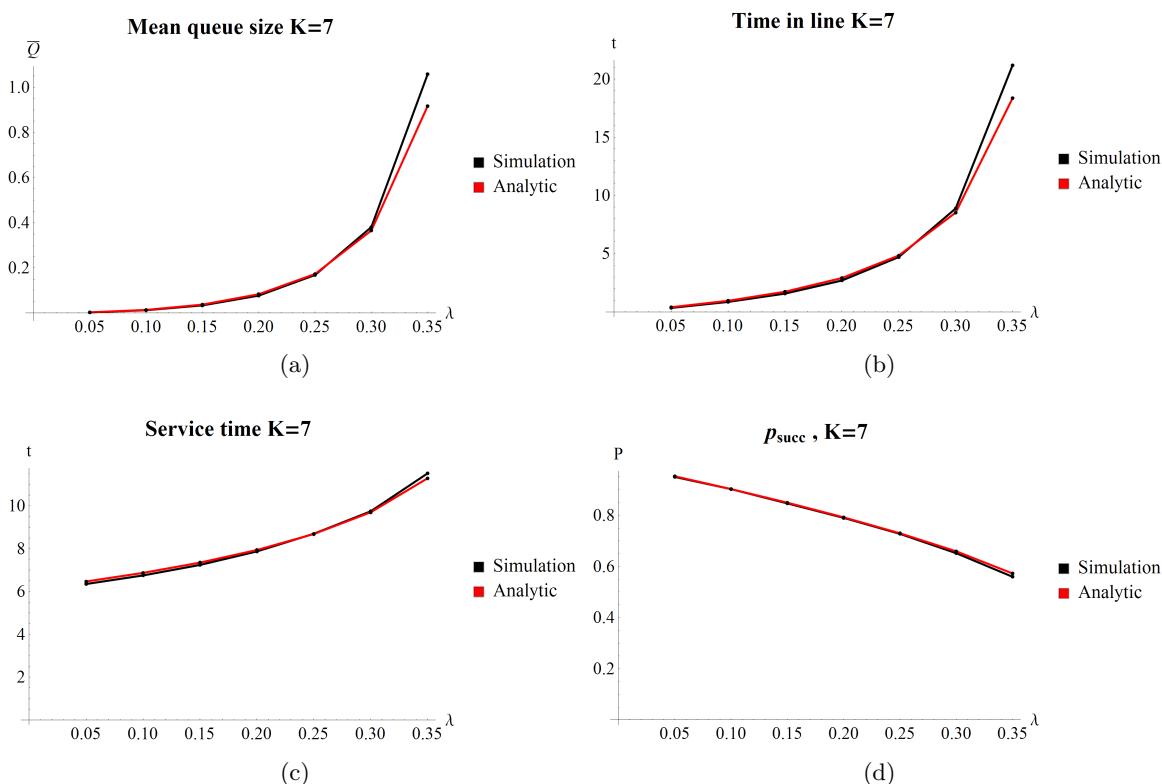 Mean queue size K=7
Q̅
1.0
0.8
0.6
0.4
0.2
0.05 0.10 0.15 0.20 0.25 0.30 0.35 λ
Simulation
Analytic
(a)
Time in line K=7
t
20
15
10
5
0.05 0.10 0.15 0.20 0.25 0.30 0.35 λ
Simulation
Analytic
(b)
Service time K=7
t
10
8
6
4
2
0.05 0.10 0.15 0.20 0.25 0.30 0.35 λ
Simulation
Analytic
(c)
p_succ , K=7
P
0.8
0.6
0.4
0.2
0.05 0.10 0.15 0.20 0.25 0.30 0.35 λ
Simulation
Analytic
(d)